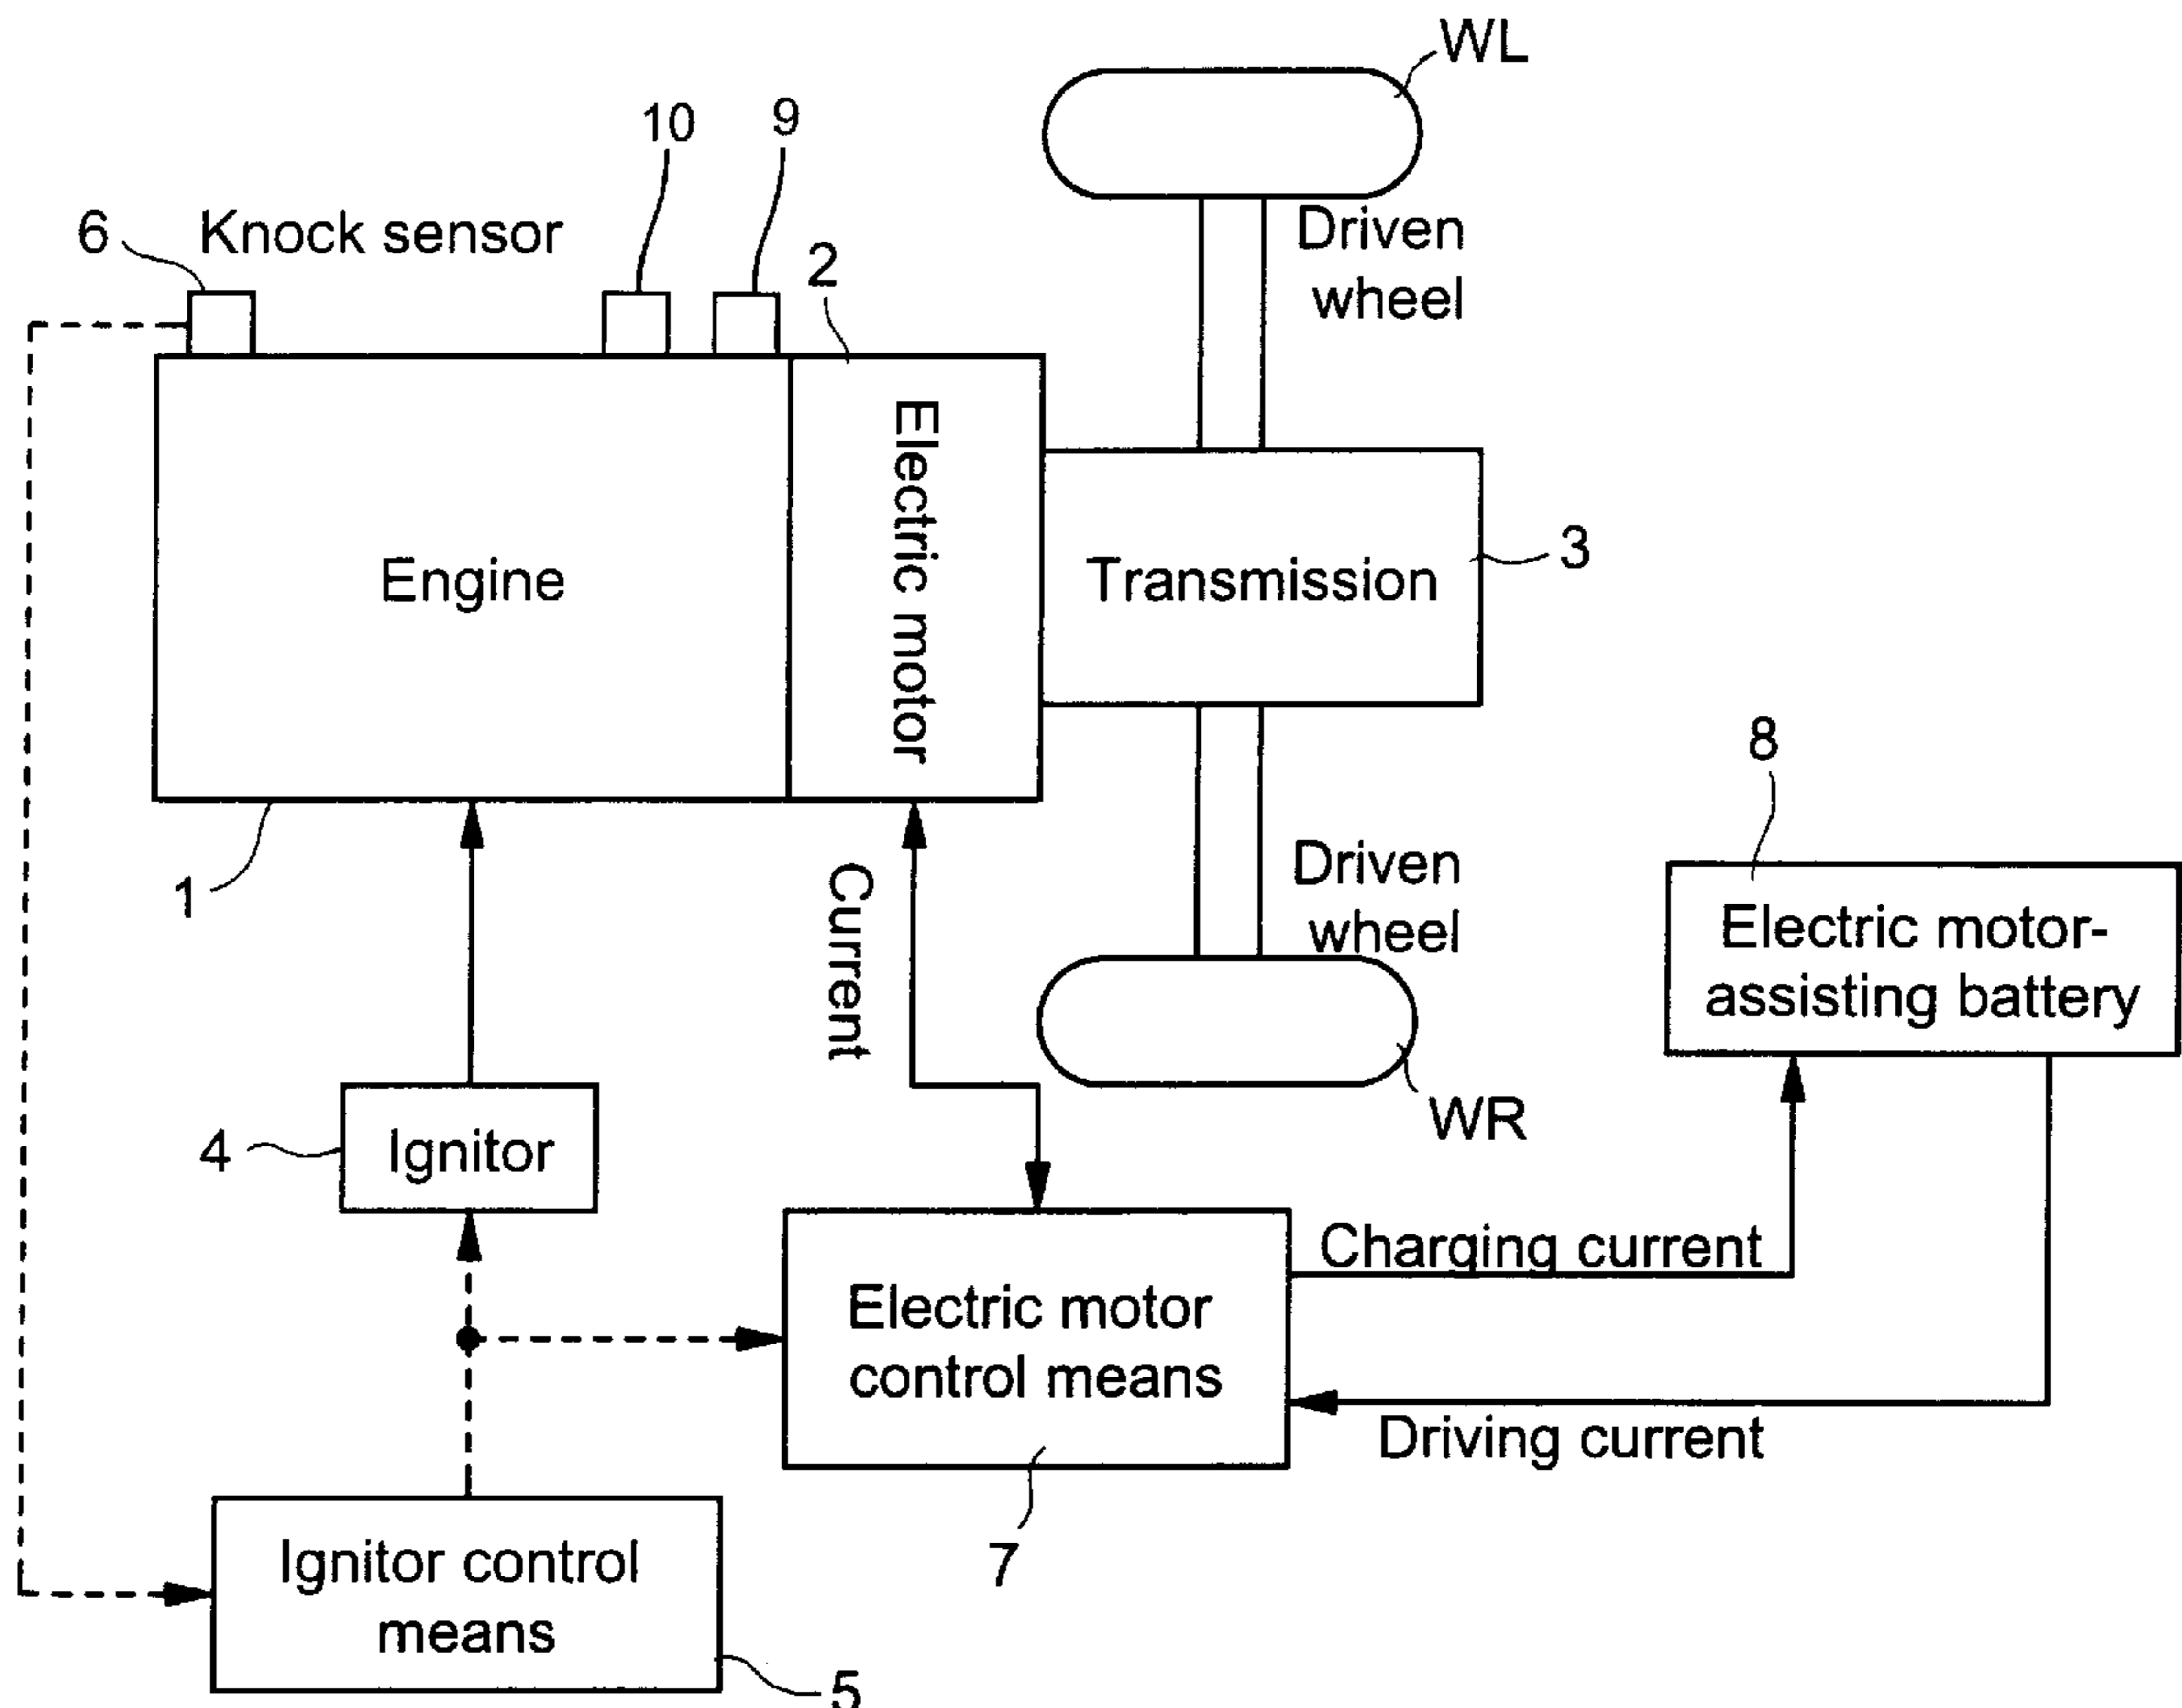 WL
10
9
6
Knock sensor
2
Driven
wheel
Engine
Electric motor
Transmission
3
8
1
Current
Driven
wheel
Electric motor-
assisting battery
WR
4
Ignitor
Charging current
Electric motor
control means
Driving current
7
Ignitor control
means
5